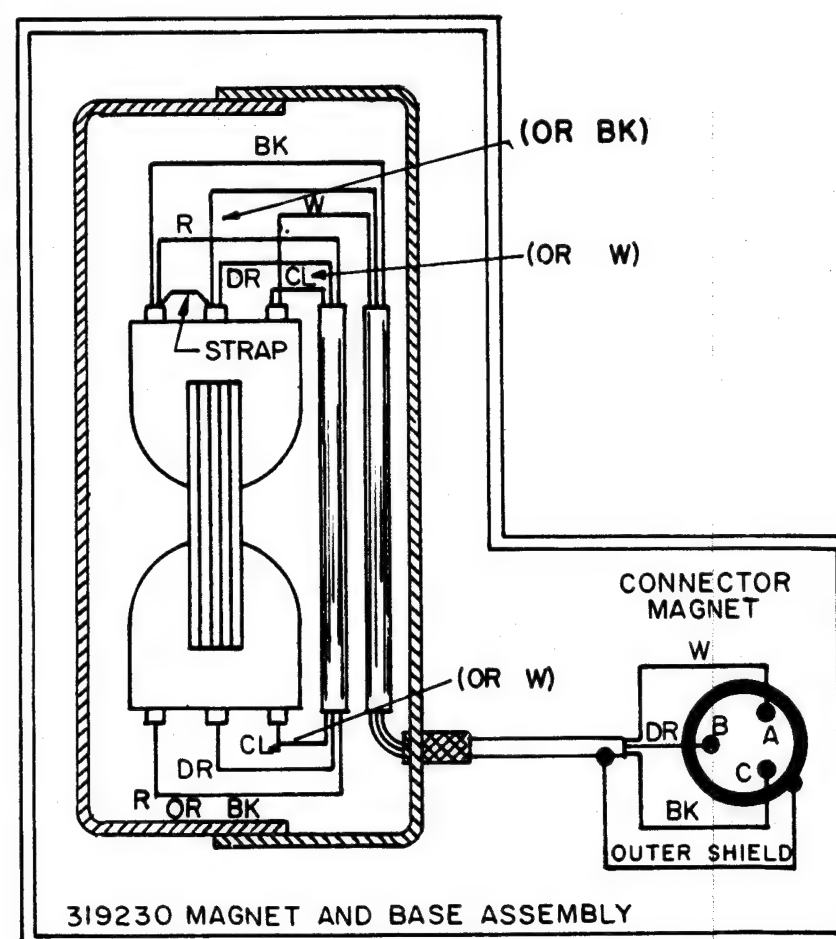 BK
(OR BK)
W
R
(OR W)
DR
CL
STRAP
CONNECTOR
MAGNET
W
(OR W)
DR
B
A
CL
C
DR
R OR BK
BK
OUTER SHIELD
319230 MAGNET AND BASE ASSEMBLY